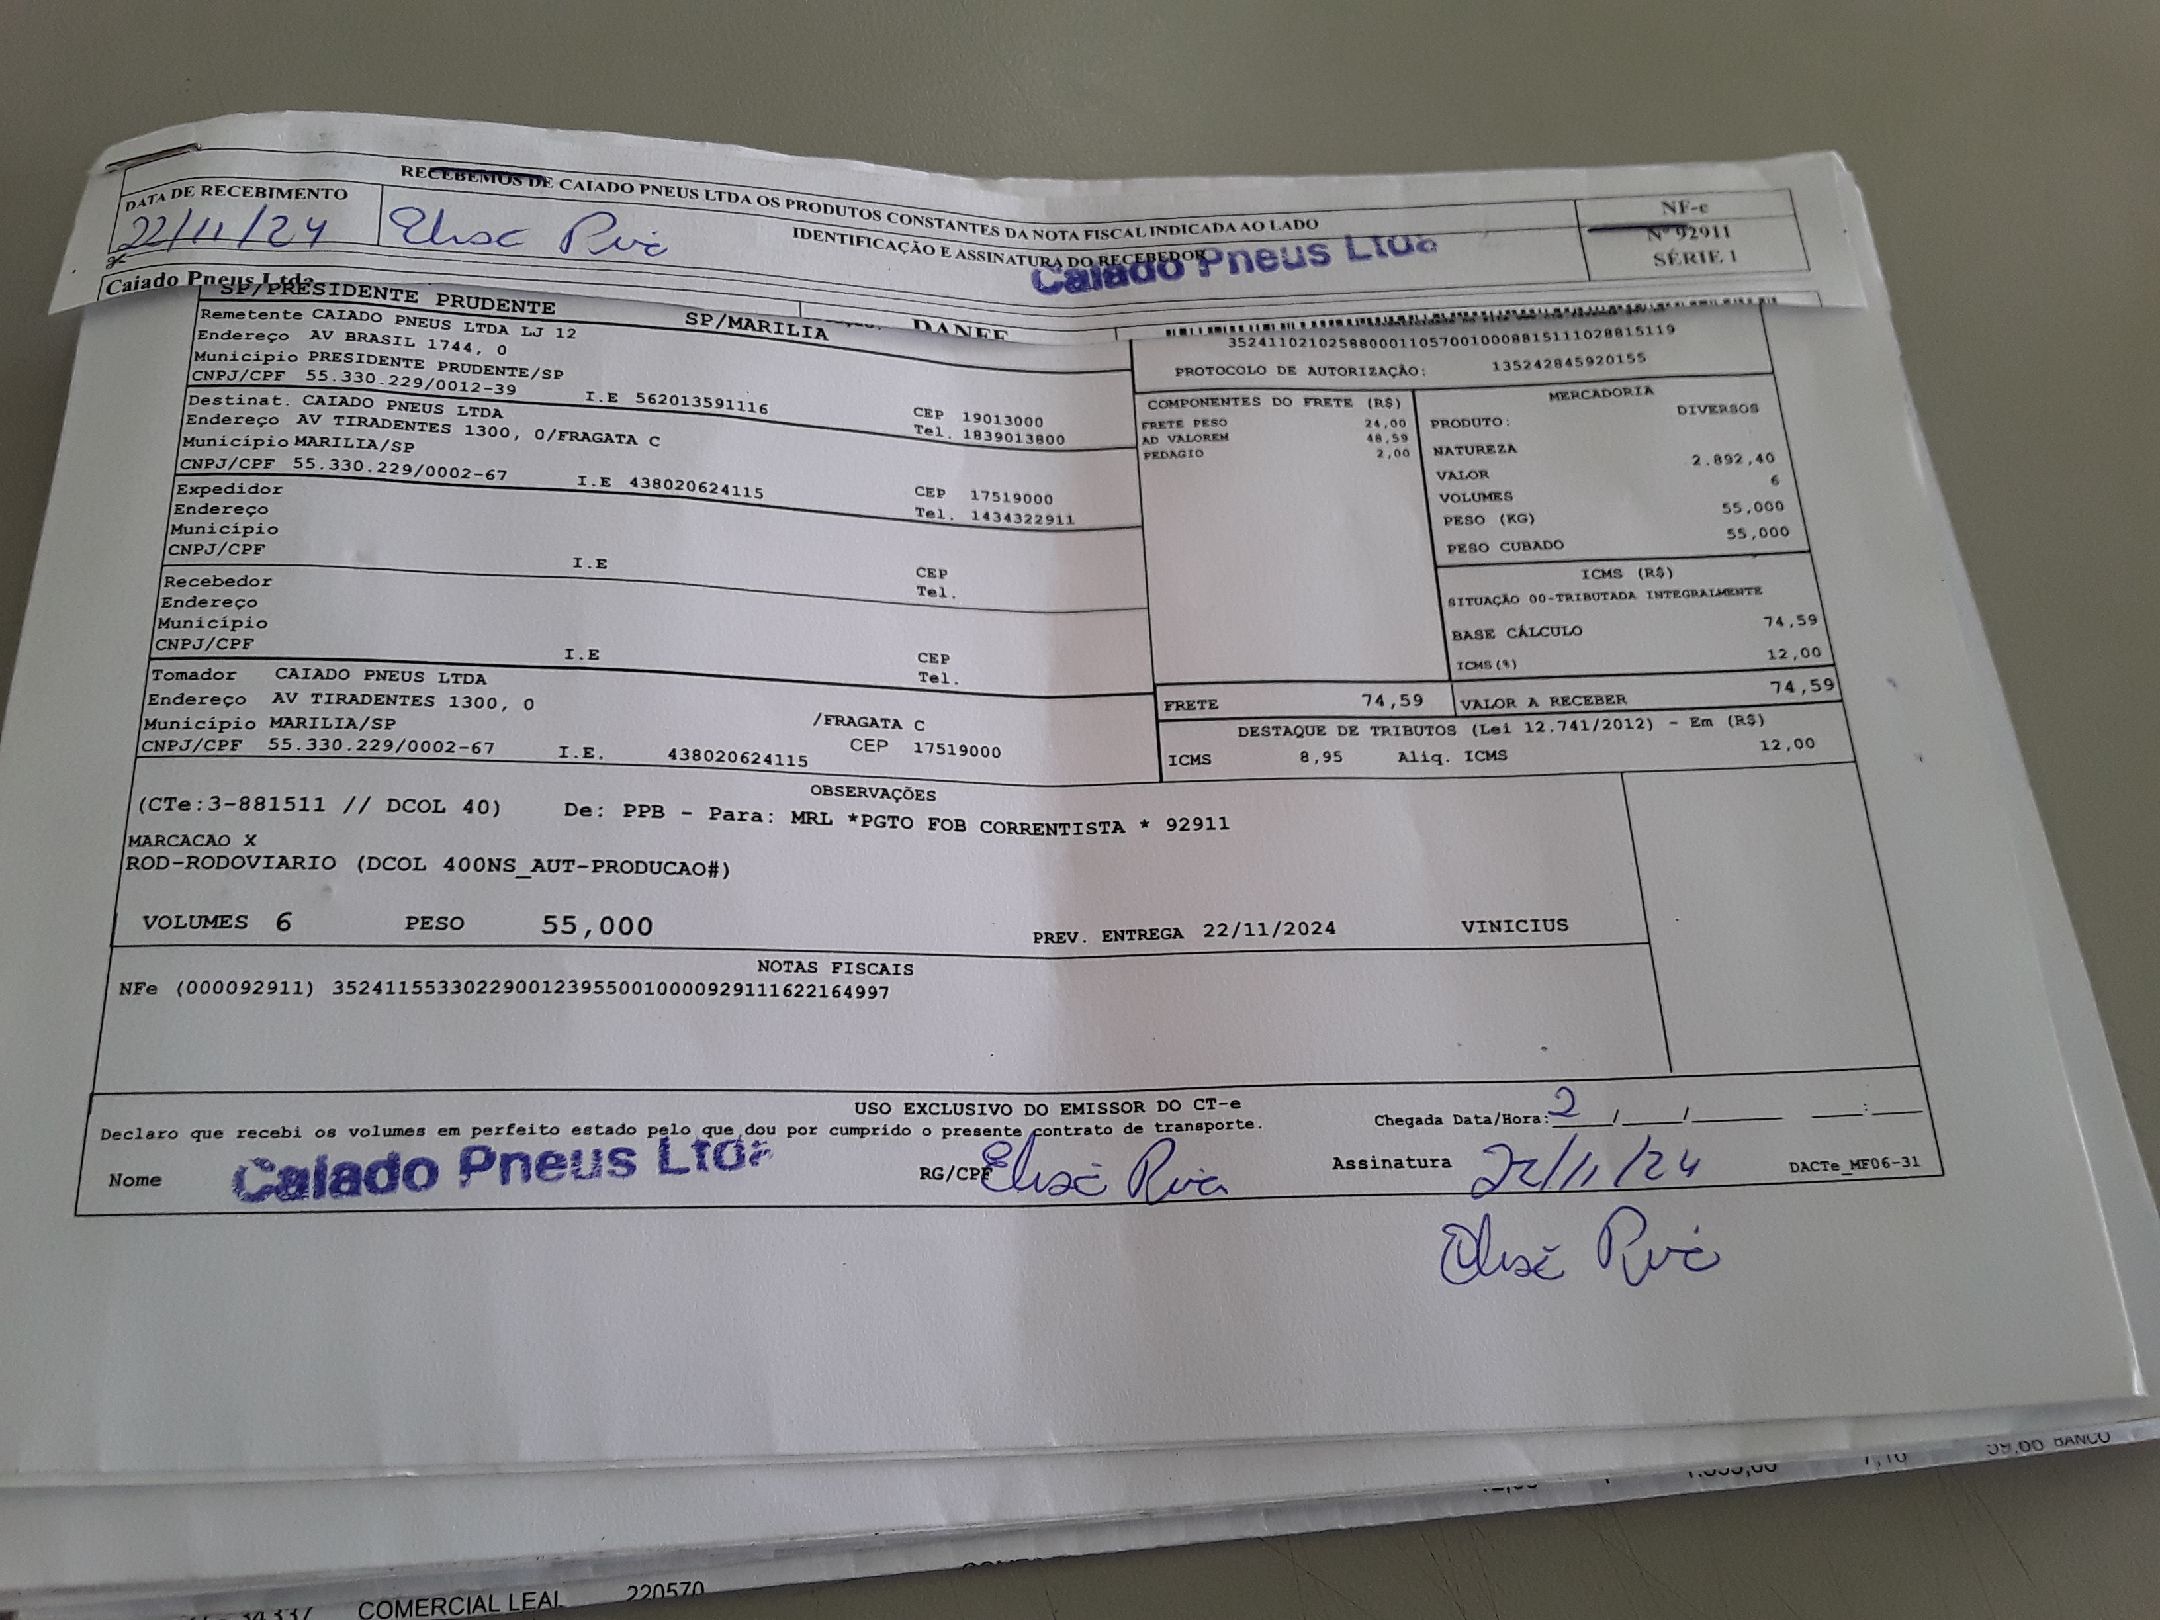 RECEBEMOS DE CAIADO PNEUS LTDA OS PRODUTOS CONSTANTES DA NOTA FISCAL INDICADA AO LADO
NF-e
DATA DE RECEBIMENTO
IDENTIFICAÇÃO E ASSINATURA DO RECEBEDOR
Nº 92911
22/11/24
SÉRIE 1
Caiado Pneus Ltda
Caiado Pneus Ltda
DANFE
SP/PRESIDENTE PRUDENTE SP/MARILIA
Remetente CAIADO PNEUS LTDA LJ 12
Endereço AV BRASIL 1744, 0
Município PRESIDENTE PRUDENTE/SP CEP 19013000
CNPJ/CPF 55.330.229/0012-39 I.E 562013591116 Tel. 1839013800
Destinat. CAIADO PNEUS LTDA
Endereço AV TIRADENTES 1300, 0/FRAGATA C
Município MARILIA/SP CEP 17519000
CNPJ/CPF 55.330.229/0002-67 I.E 438020624115 Tel. 1434322911
Expedidor
Endereço
Município CEP
CNPJ/CPF I.E Tel.
Recebedor
Endereço
Município CEP
CNPJ/CPF I.E Tel.
Tomador CAIADO PNEUS LTDA
Endereço AV TIRADENTES 1300, 0 /FRAGATA C
Município MARILIA/SP CEP 17519000
CNPJ/CPF 55.330.229/0002-67 I.E. 438020624115
35241102102588000110570010008815111028815119
PROTOCOLO DE AUTORIZAÇÃO: 135242845920155
COMPONENTES DO FRETE (R$)
FRETE PESO 24,00
AD VALOREM 48,59
PEDAGIO 2,00
MERCADORIA
PRODUTO: DIVERSOS
NATUREZA
VALOR 2.892,40
VOLUMES 6
PESO (KG) 55,000
PESO CUBADO 55,000
ICMS (R$)
SITUAÇÃO 00-TRIBUTADA INTEGRALMENTE
BASE CÁLCULO 74,59
ICMS(%) 12,00
FRETE 74,59 VALOR A RECEBER 74,59
DESTAQUE DE TRIBUTOS (Lei 12.741/2012) - Em (R$)
ICMS 8,95 Aliq. ICMS 12,00
OBSERVAÇÕES
(CTe:3-881511 // DCOL 40) De: PPB - Para: MRL *PGTO FOB CORRENTISTA * 92911
MARCACAO X
ROD-RODOVIARIO (DCOL 400NS_AUT-PRODUCAO#)
VOLUMES 6 PESO 55,000 PREV. ENTREGA 22/11/2024 VINICIUS
NOTAS FISCAIS
NFe (000092911) 35241155330229001239550010000929111622164997
USO EXCLUSIVO DO EMISSOR DO CT-e
Declaro que recebi os volumes em perfeito estado pelo que dou por cumprido o presente contrato de transporte. Chegada Data/Hora: 2 / / :
Nome Caiado Pneus Ltda RG/CPF Assinatura 22/11/24 DACTe_MF06-31
COMERCIAL LEAL 220570